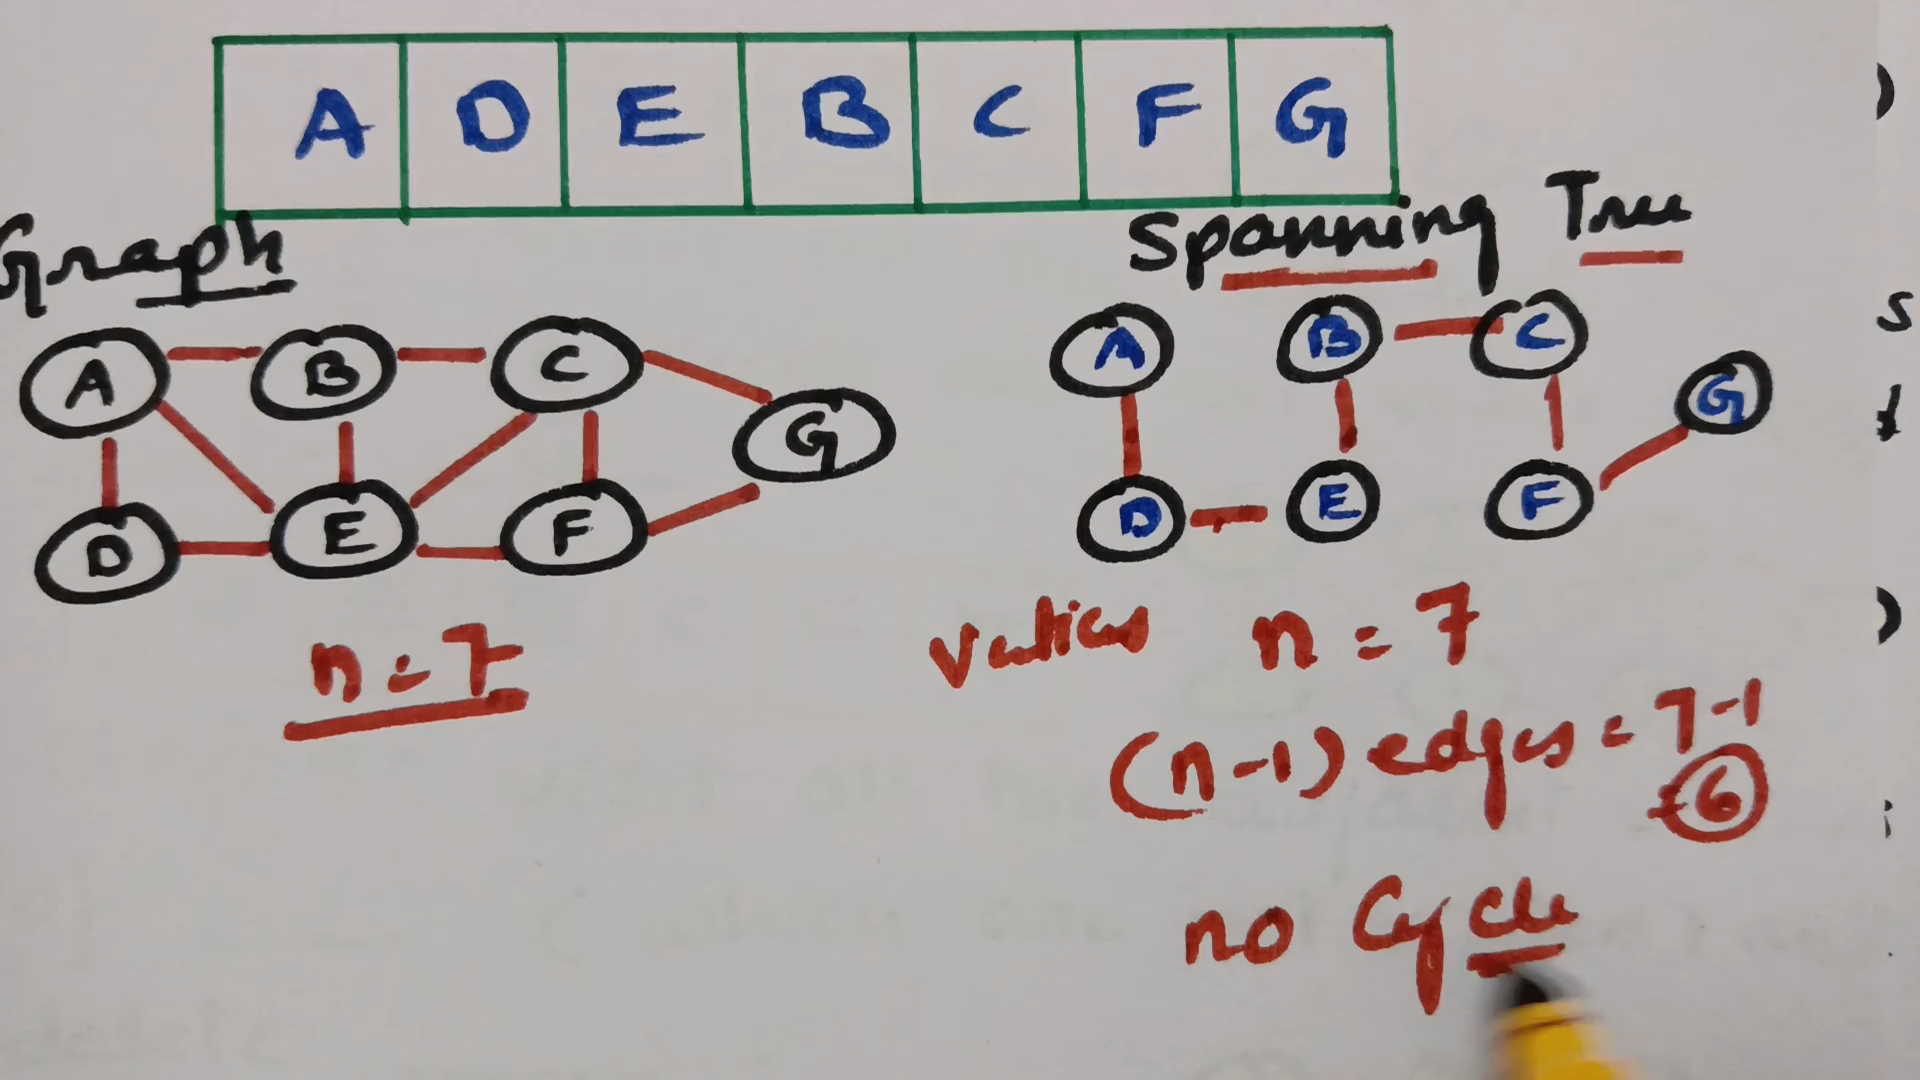 A D E B C F G
Graph
Spanning Tree
A B C
G
D E F
A B C
G
D E F
n = 7
Vertices n = 7
(n-1) edges = 7-1
= 6
no Cycle